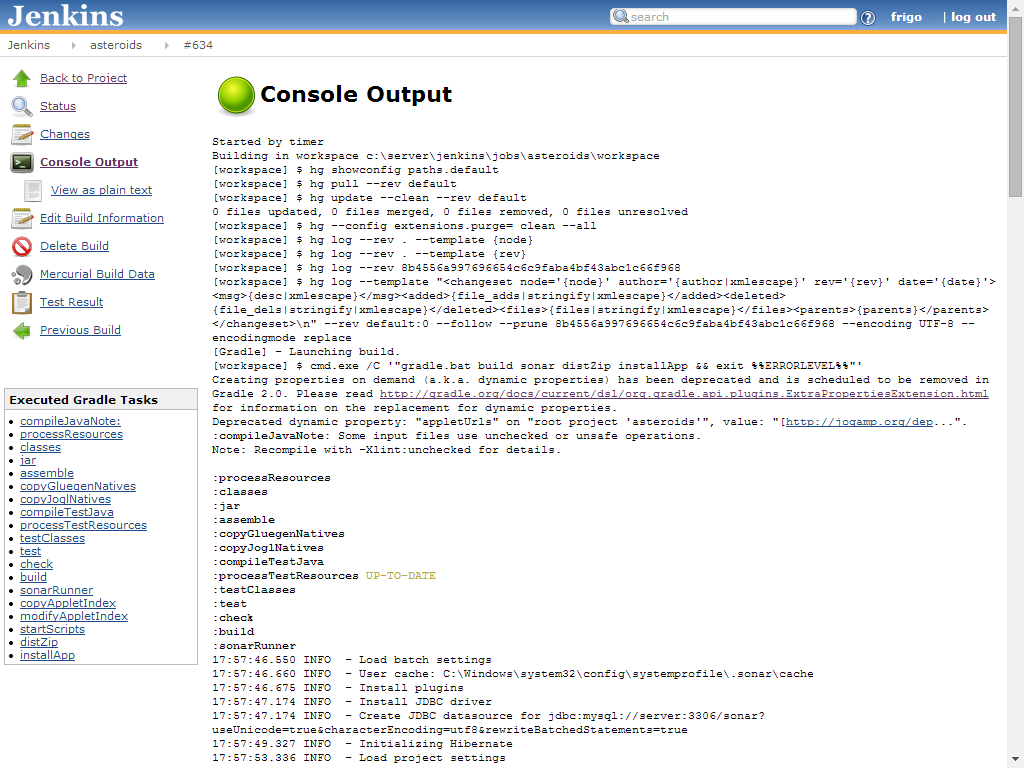 Jenkins
search
frigo
| log out
Jenkins
asteroids
#634
Back to Project
Status
Changes
Console Output
View as plain text
Edit Build Information
Delete Build
Mercurial Build Data
Test Result
Previous Build
Executed Gradle Tasks
compileJavaNote:
processResources
classes
jar
assemble
copyGluegenNatives
copyJoglNatives
compileTestJava
processTestResources
testClasses
test
check
build
sonarRunner
copyAppletIndex
modifyAppletIndex
startScripts
distZip
installApp
Console Output
Started by timer
Building in workspace c:\server\jenkins\jobs\asteroids\workspace
[workspace] $ hg showconfig paths.default
[workspace] $ hg pull --rev default
[workspace] $ hg update --clean --rev default
0 files updated, 0 files merged, 0 files removed, 0 files unresolved
[workspace] $ hg --config extensions.purge= clean --all
[workspace] $ hg log --rev . --template {node}
[workspace] $ hg log --rev . --template {rev}
[workspace] $ hg log --rev 8b4556a997696654c6c9faba4bf43abc1c66f968
[workspace] $ hg log --template "<changeset node='{node}' author='{author|xmlescape}' rev='{rev}' date='{date}'>
<msg>{desc|xmlescape}</msg><added>{file_adds|stringify|xmlescape}</added><deleted>
{file_dels|stringify|xmlescape}</deleted><files>{files|stringify|xmlescape}</files><parents>{parents}</parents>
</changeset>\n" --rev default:0 --follow --prune 8b4556a997696654c6c9faba4bf43abc1c66f968 --encoding UTF-8 --
encodingmode replace
[Gradle] - Launching build.
[workspace] $ cmd.exe /C '"gradle.bat build sonar distZip installApp && exit %%ERRORLEVEL%%"'
Creating properties on demand (a.k.a. dynamic properties) has been deprecated and is scheduled to be removed in
Gradle 2.0. Please read http://gradle.org/docs/current/dsl/org.gradle.api.plugins.ExtraPropertiesExtension.html
for information on the replacement for dynamic properties.
Deprecated dynamic property: "appletUrls" on "root project 'asteroids'", value: "[http://jogamp.org/dep...".
:compileJavaNote: Some input files use unchecked or unsafe operations.
Note: Recompile with -Xlint:unchecked for details.
:processResources
:classes
:jar
:assemble
:copyGluegenNatives
:copyJoglNatives
:compileTestJava
:processTestResources UP-TO-DATE
:testClasses
:test
:check
:build
:sonarRunner
17:57:46.550 INFO  - Load batch settings
17:57:46.660 INFO  - User cache: C:\Windows\system32\config\systemprofile\.sonar\cache
17:57:46.675 INFO  - Install plugins
17:57:47.174 INFO  - Install JDBC driver
17:57:47.174 INFO  - Create JDBC datasource for jdbc:mysql://server:3306/sonar?
useUnicode=true&characterEncoding=utf8&rewriteBatchedStatements=true
17:57:49.327 INFO  - Initializing Hibernate
17:57:53.336 INFO  - Load project settings